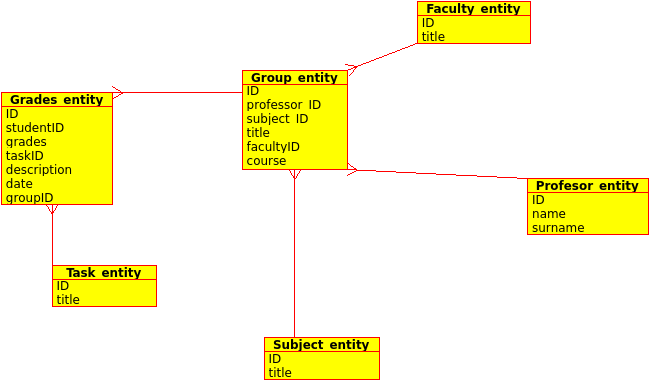 Faculty entity
ID
title
Group entity
ID
professor ID
subject ID
title
facultyID
course
Grades entity
ID
studentID
grades
taskID
description
date
groupID
Profesor entity
ID
name
surname
Task entity
ID
title
Subject entity
ID
title